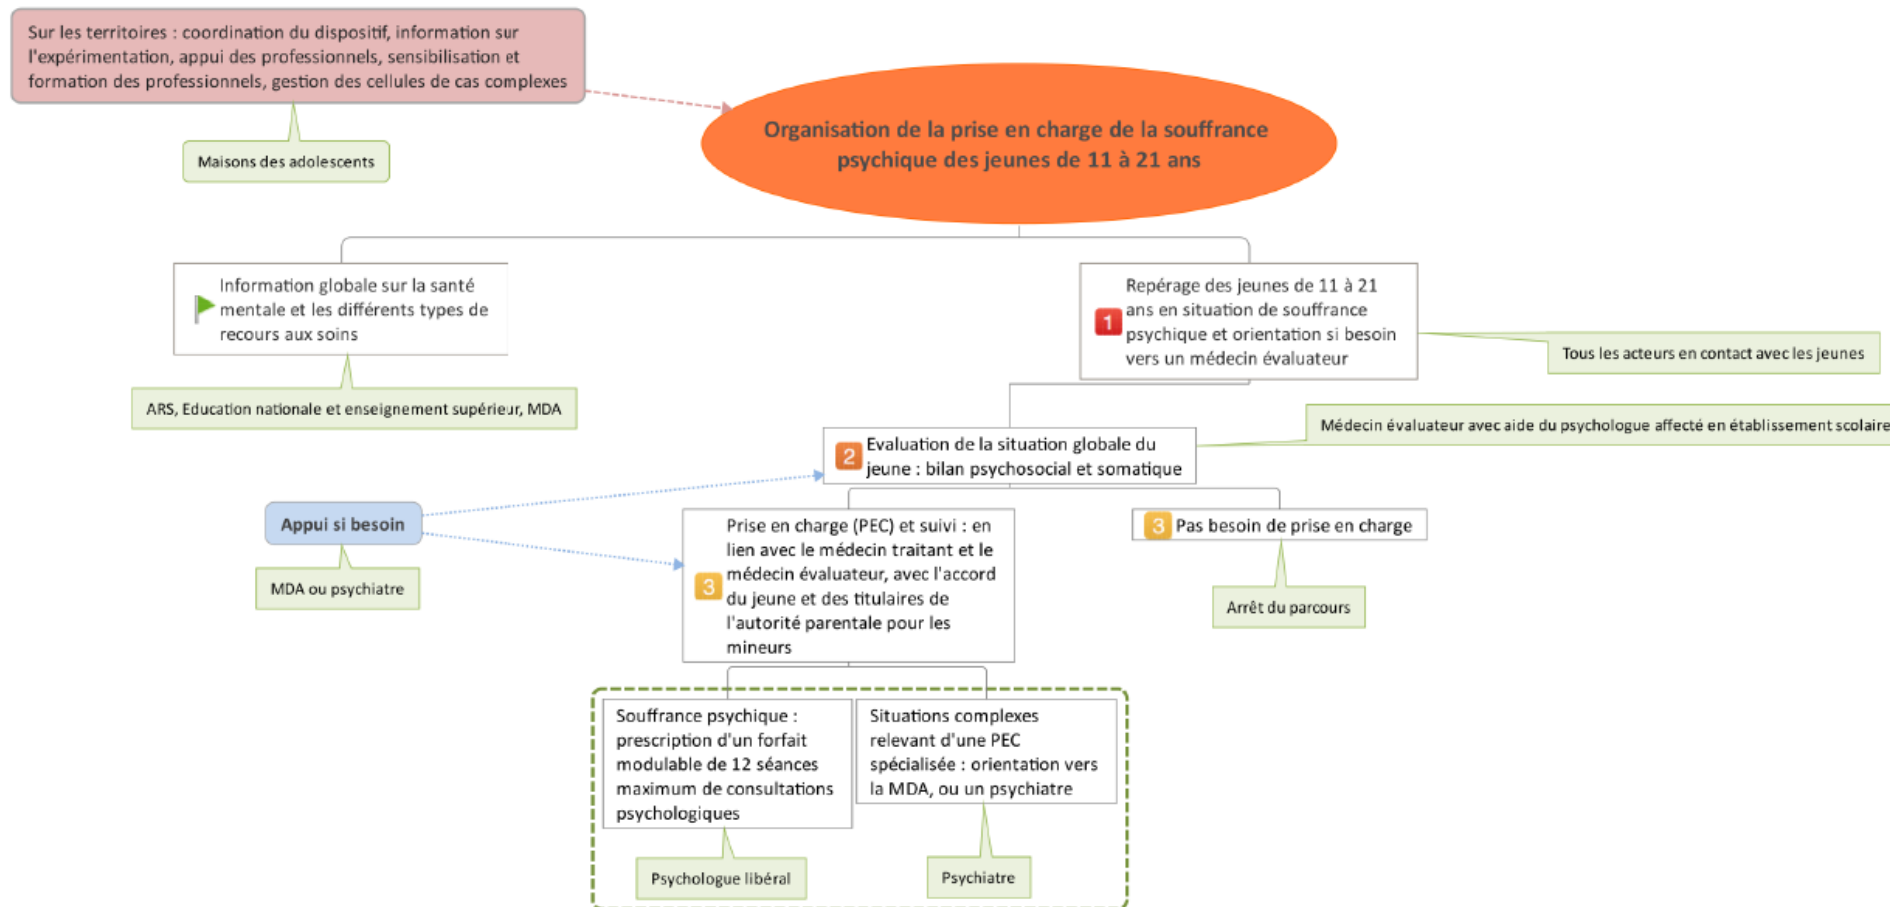 Sur les territoires : coordination du dispositif, information sur
l'expérimentation, appui des professionnels, sensibilisation et
formation des professionnels, gestion des cellules de cas complexes
Maisons des adolescents
Organisation de la prise en charge de la souffrance
psychique des jeunes de 11 à 21 ans
Information globale sur la santé
mentale et les différents types de
recours aux soins
ARS, Education nationale et enseignement supérieur, MDA
1
Repérage des jeunes de 11 à 21
ans en situation de souffrance
psychique et orientation si besoin
vers un médecin évaluateur
Tous les acteurs en contact avec les jeunes
2
Evaluation de la situation globale du
jeune : bilan psychosocial et somatique
Médecin évaluateur avec aide du psychologue affecté en établissement scolaire
Appui si besoin
MDA ou psychiatre
3
Prise en charge (PEC) et suivi : en
lien avec le médecin traitant et le
médecin évaluateur, avec l'accord
du jeune et des titulaires de
l'autorité parentale pour les
mineurs
3 Pas besoin de prise en charge
Arrêt du parcours
Souffrance psychique :
prescription d'un forfait
modulable de 12 séances
maximum de consultations
psychologiques
Psychologue libéral
Situations complexes
relevant d'une PEC
spécialisée : orientation vers
la MDA, ou un psychiatre
Psychiatre